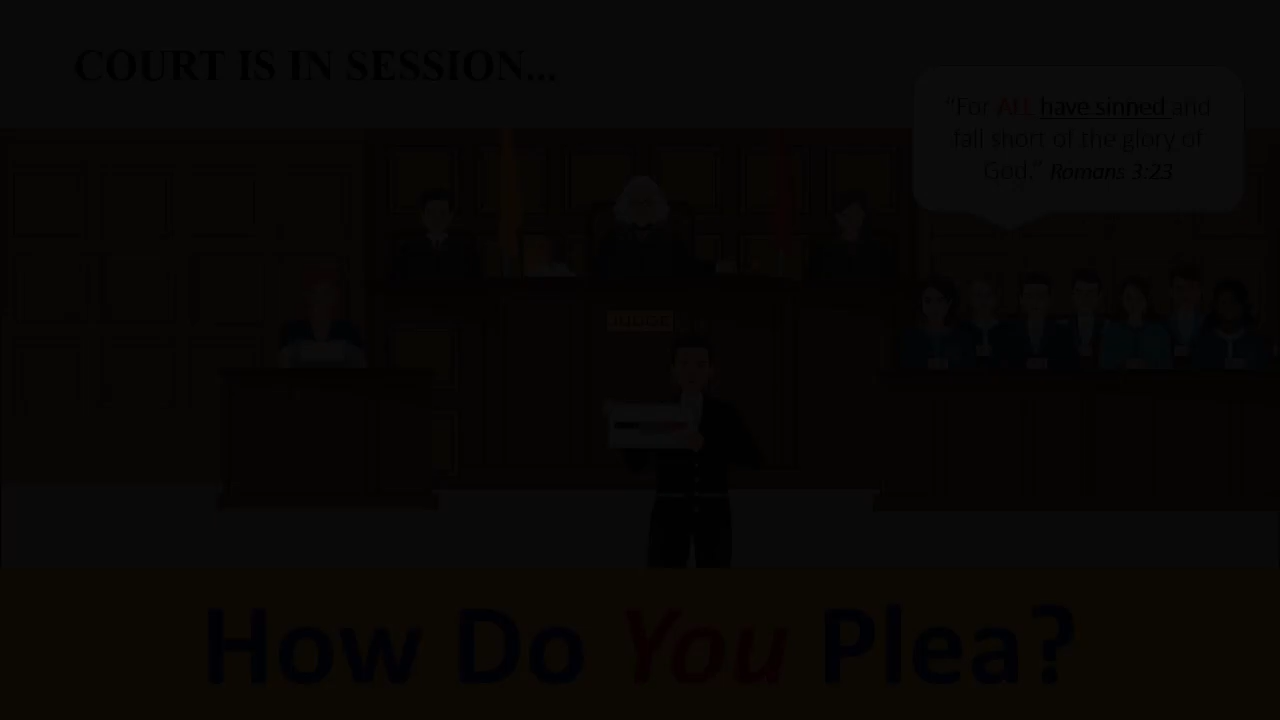 COURT IS IN SESSION...
“For ALL have sinned and
fall short of the glory of
God.” Romans 3:23
JUDGE
How Do You Plea?